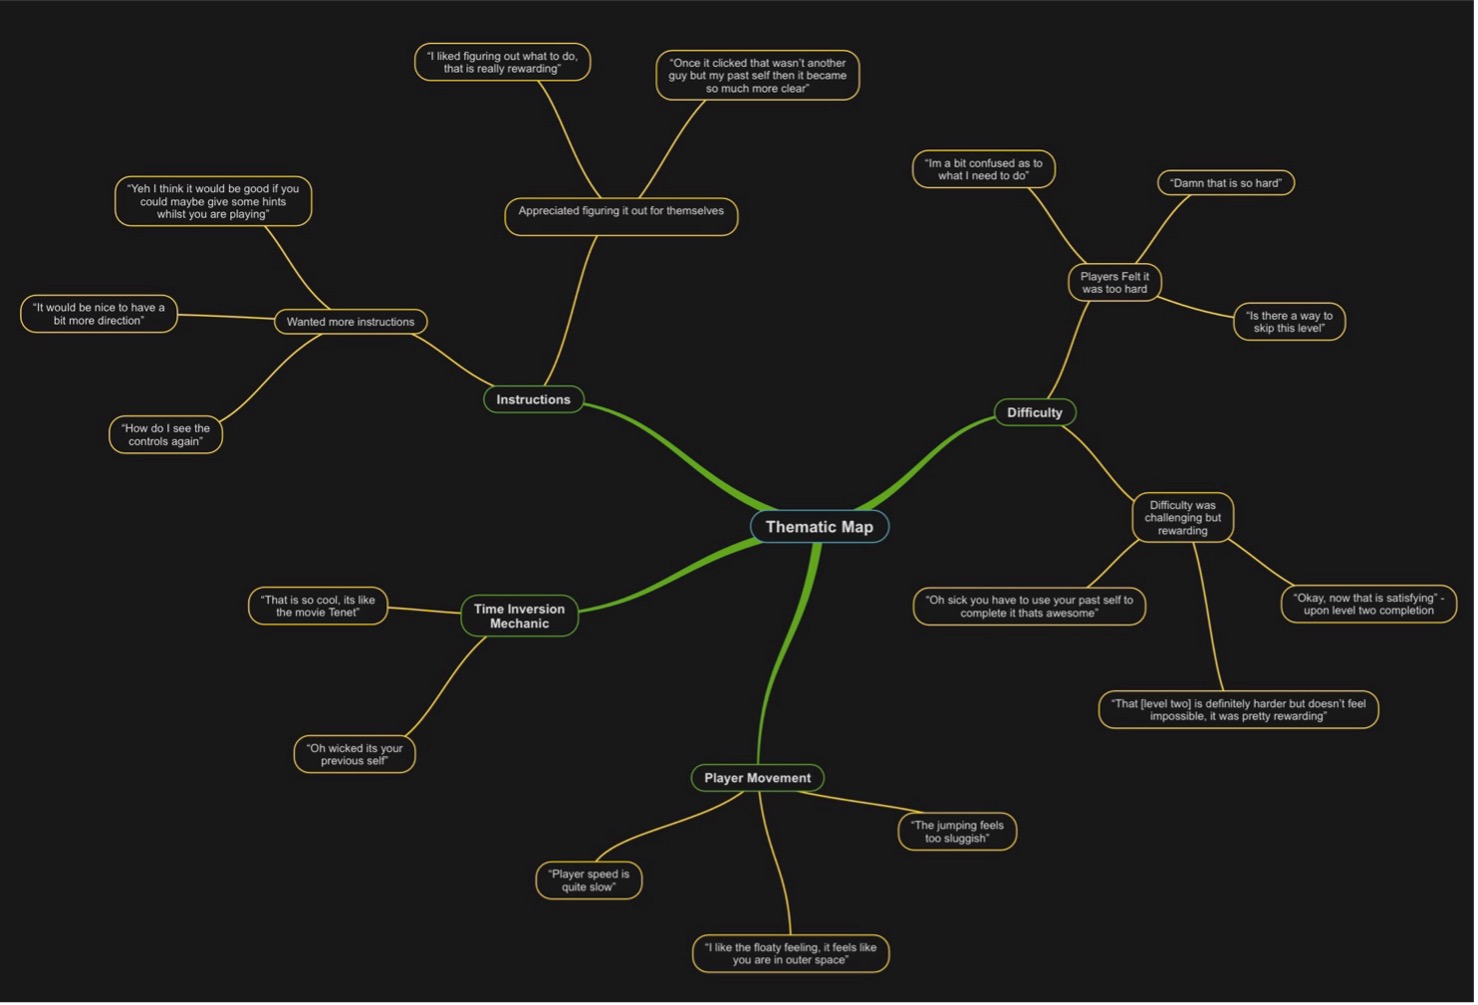 “I liked figuring out what to do,
that is really rewarding”
“Once it clicked that wasn’t another
guy but my past self then it became
so much more clear”
Appreciated figuring it out for themselves
“Yeh I think it would be good if you
could maybe give some hints
whilst you are playing”
“It would be nice to have a
bit more direction”
Wanted more instructions
“How do I see the
controls again”
Instructions
“Im a bit confused as to
what I need to do”
“Damn that is so hard”
Players Felt it
was too hard
“Is there a way to
skip this level”
Difficulty
Difficulty was
challenging but
rewarding
“Oh sick you have to use your past self to
complete it thats awesome”
“Okay, now that is satisfying” -
upon level two completion
“That [level two] is definitely harder but doesn’t feel
impossible, it was pretty rewarding”
Thematic Map
“That is so cool, its like
the movie Tenet”
Time Inversion
Mechanic
“Oh wicked its your
previous self”
Player Movement
“The jumping feels
too sluggish”
“Player speed is
quite slow”
“I like the floaty feeling, it feels like
you are in outer space”